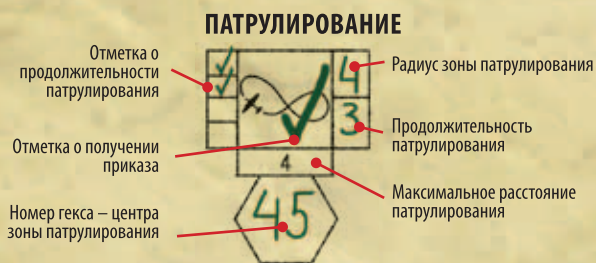 ПАТРУЛИРОВАНИЕ
Отметка о
продолжительности
патрулирования
Отметка о получении
приказа
Номер гекса – центра
зоны патрулирования
4
3
4
45
Радиус зоны патрулирования
Продолжительность
патрулирования
Максимальное расстояние
патрулирования